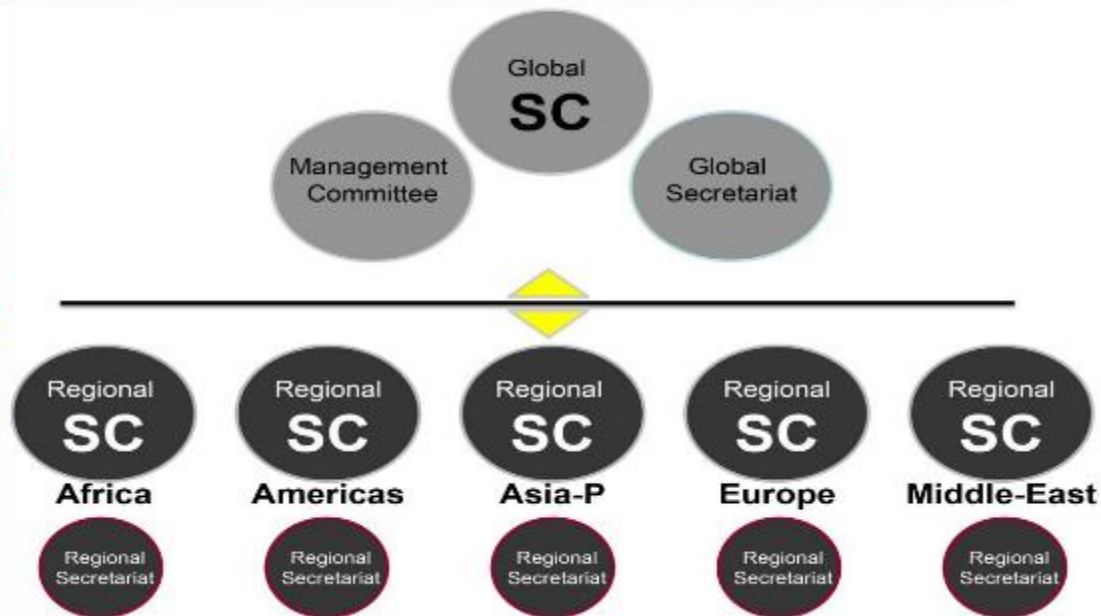 Global
SC
Management
Committee
Global
Secretariat
Regional
SC
Africa
Regional
SC
Americas
Regional
SC
Asia-P
Regional
SC
Europe
Regional
SC
Middle-East
Regional
Secretariat
Regional
Secretariat
Regional
Secretariat
Regional
Secretariat
Regional
Secretariat